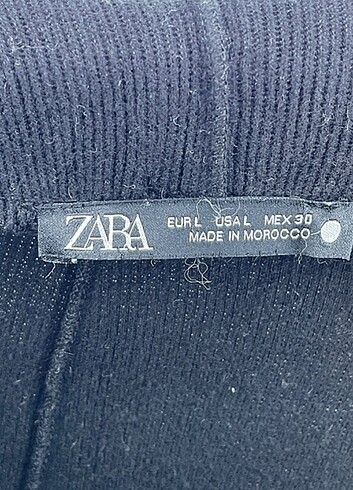 ZARA
EUR L USA L MEX 30
MADE IN MOROCCO